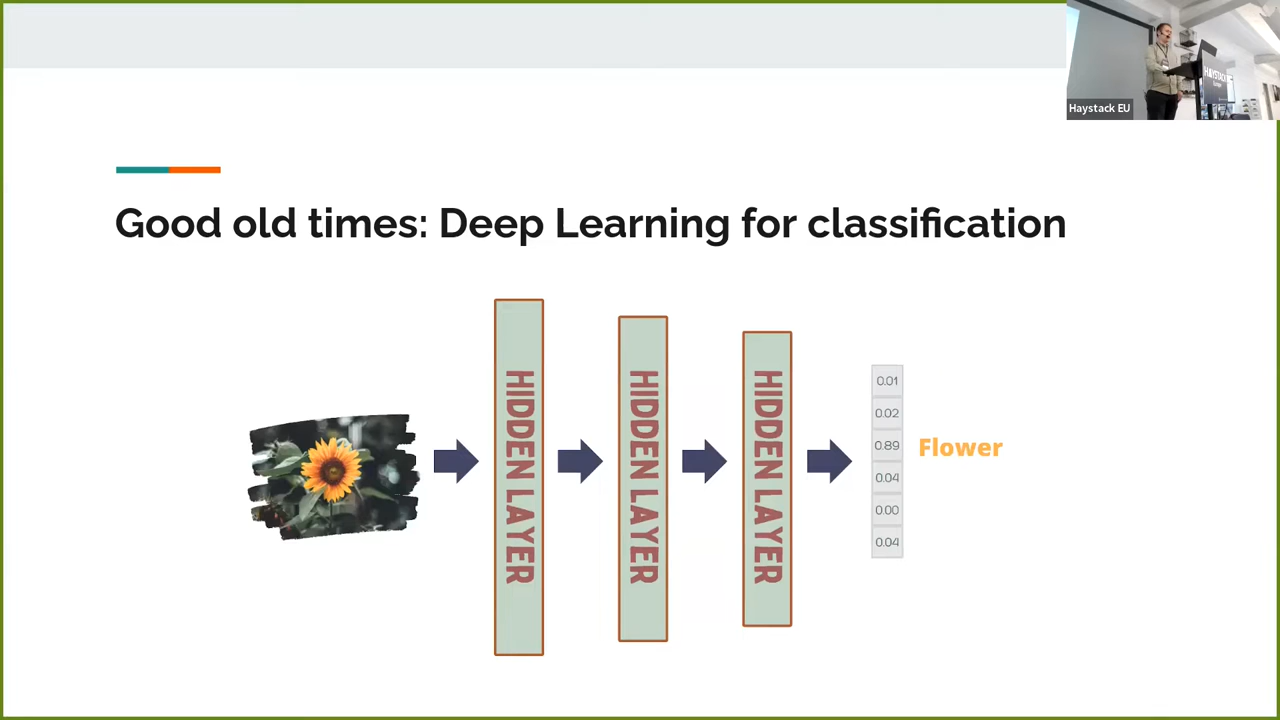 Haystack EU
Good old times: Deep Learning for classification
HIDDEN LAYER
HIDDEN LAYER
HIDDEN LAYER
0.01
0.02
0.89
0.04
0.00
0.04
Flower